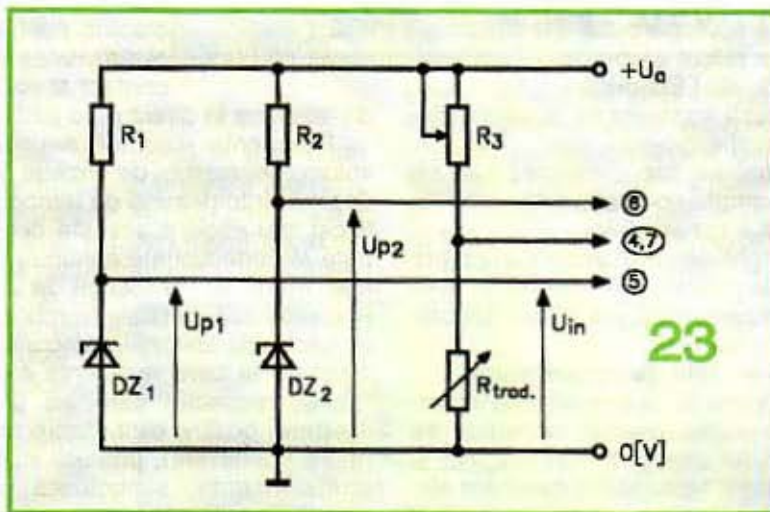 +Ua
R1 R2 R3
⑥
Up2 ④,⑦
⑤
Up1 Uin 23
DZ1 DZ2 Rtrad.
0[V]